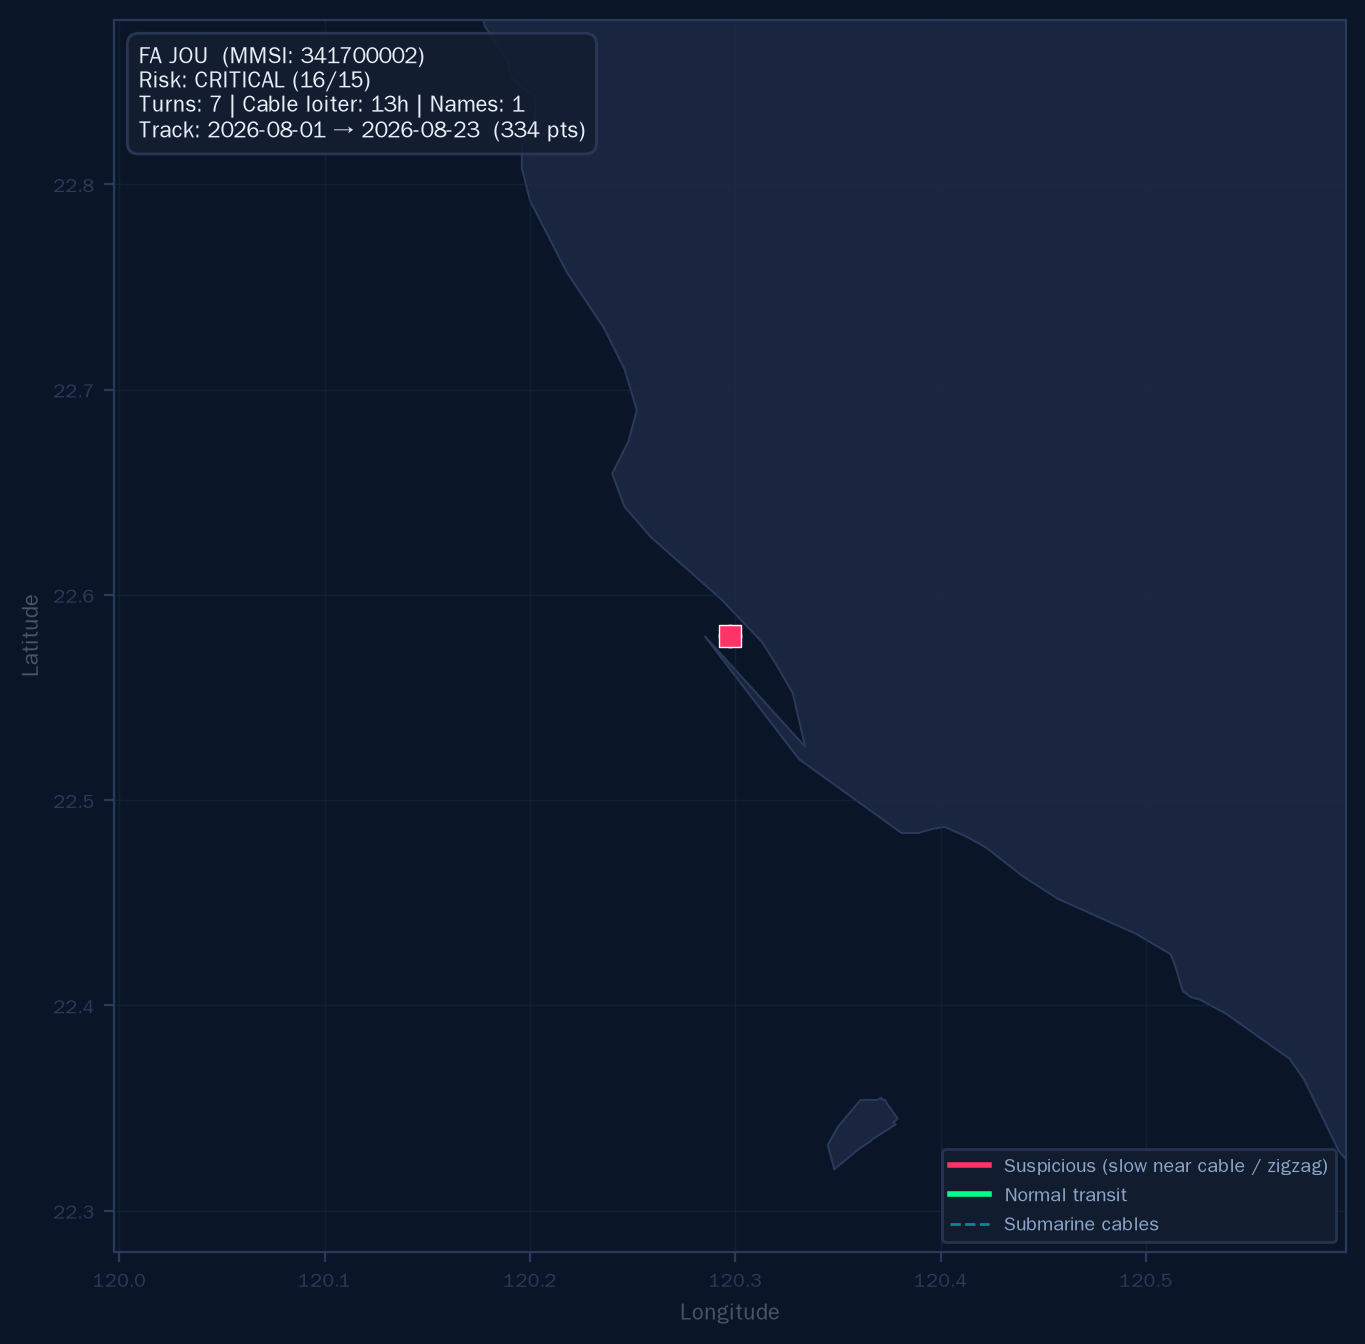 FA JOU  (MMSI: 341700002)
Risk: CRITICAL (16/15)
Turns: 7 | Cable loiter: 13h | Names: 1
Track: 2026-08-01 → 2026-08-23  (334 pts)
22.8
22.7
22.6
22.5
22.4
22.3
Latitude
120.0
120.1
120.2
120.3
120.4
120.5
Longitude
Suspicious (slow near cable / zigzag)
Normal transit
Submarine cables